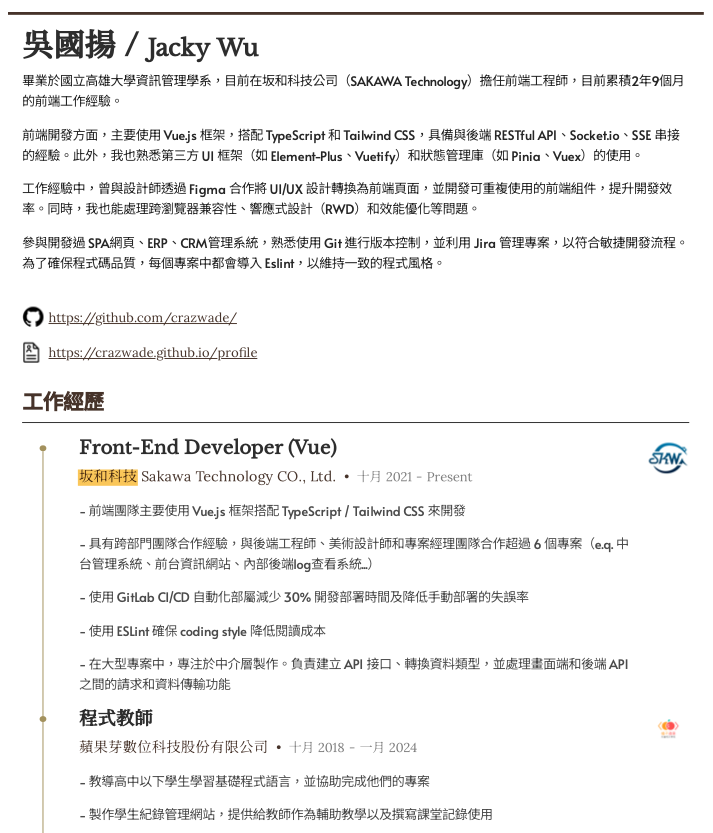 吳國揚 / Jacky Wu
畢業於國立高雄大學資訊管理學系，目前在坂和科技公司（SAKAWA Technology）擔任前端工程師，目前累積2年9個月
的前端工作經驗。
前端開發方面，主要使用 Vue.js 框架，搭配 TypeScript 和 Tailwind CSS，具備與後端 RESTful API、Socket.io、SSE 串接
的經驗。此外，我也熟悉第三方 UI 框架（如 Element-Plus、Vuetify）和狀態管理庫（如 Pinia、Vuex）的使用。
工作經驗中，曾與設計師透過 Figma 合作將 UI/UX 設計轉換為前端頁面，並開發可重複使用的前端組件，提升開發效
率。同時，我也能處理跨瀏覽器兼容性、響應式設計（RWD）和效能優化等問題。
參與開發過 SPA網頁、ERP、CRM管理系統，熟悉使用 Git 進行版本控制，並利用 Jira 管理專案，以符合敏捷開發流程。
為了確保程式碼品質，每個專案中都會導入 Eslint，以維持一致的程式風格。
https://github.com/crazwade/
https://crazwade.github.io/profile
工作經歷
Front-End Developer (Vue)
SKW
坂和科技 Sakawa Technology CO., Ltd. • 十月 2021 - Present
- 前端團隊主要使用 Vue.js 框架搭配 TypeScript / Tailwind CSS 來開發
- 具有跨部門團隊合作經驗，與後端工程師、美術設計師和專案經理團隊合作超過 6 個專案（e.q. 中
台管理系統、前台資訊網站、內部後端log查看系統...）
- 使用 GitLab CI/CD 自動化部屬減少 30% 開發部署時間及降低手動部署的失誤率
- 使用 ESLint 確保 coding style 降低閱讀成本
- 在大型專案中，專注於中介層製作。負責建立 API 接口、轉換資料類型，並處理畫面端和後端 API
之間的請求和資料傳輸功能
程式教師
蘋果芽數位科技股份有限公司 • 十月 2018 - 一月 2024
- 教導高中以下學生學習基礎程式語言，並協助完成他們的專案
- 製作學生紀錄管理網站，提供給教師作為輔助教學以及撰寫課堂記錄使用